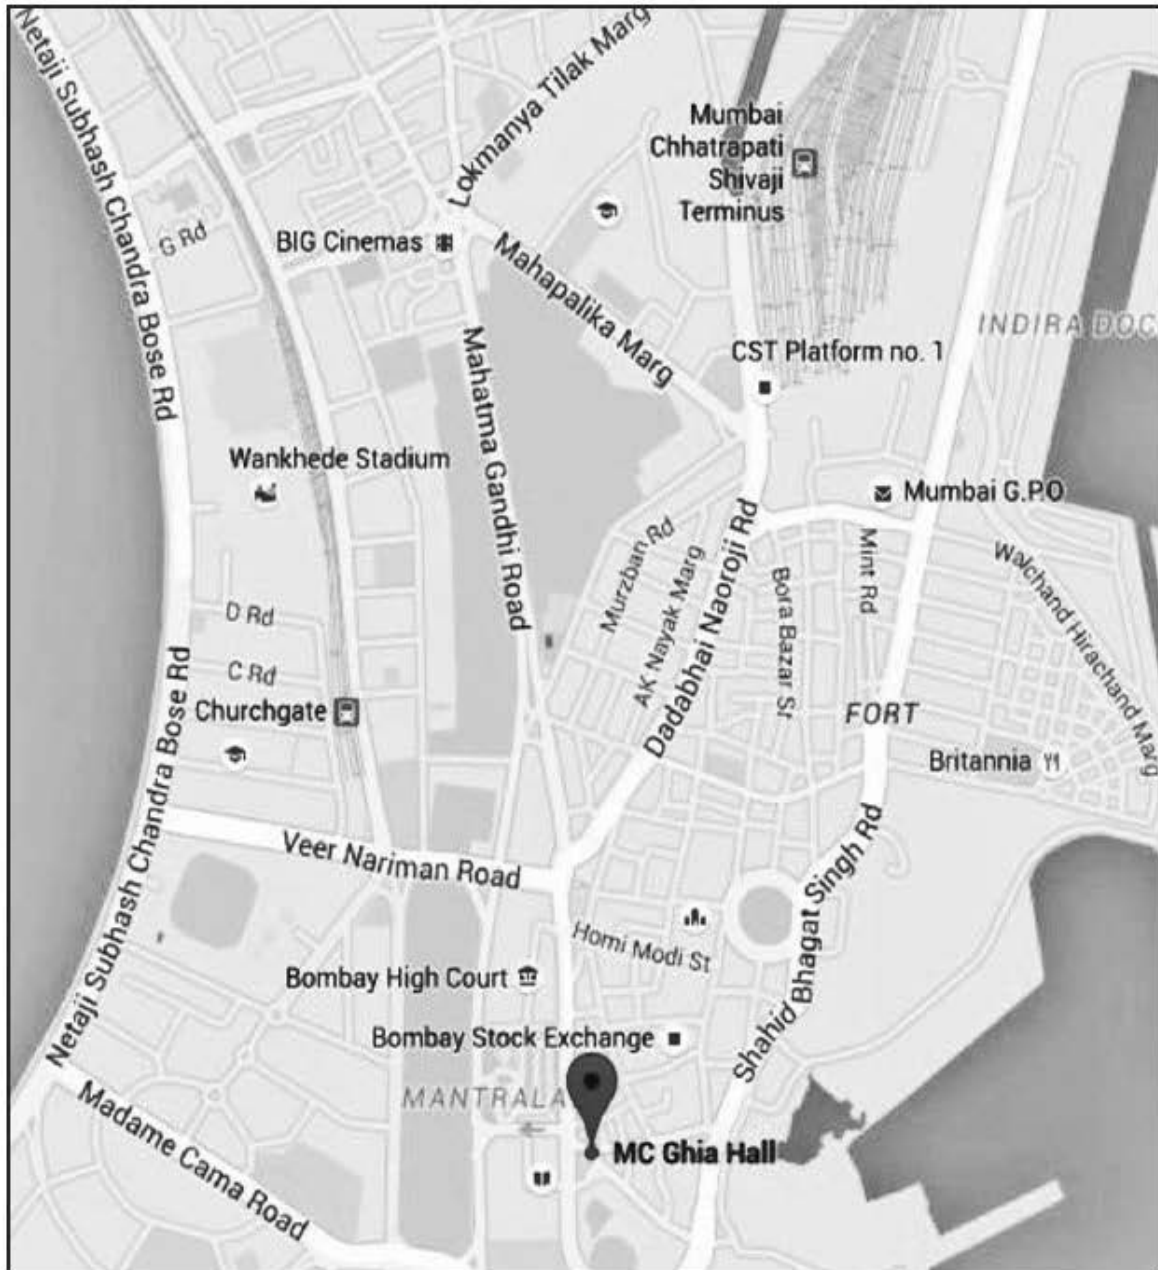 Netaji Subhash Chandra Bose Rd
Lokmanya Tilak Marg
Mumbai
Chhatrapati
Shivaji
Terminus
G Rd
BIG Cinemas
Mahapalika Marg
INDIRA DOC
CST Platform no. 1
Mahatma Gandhi Road
Wankhede Stadium
Mumbai G.P.O
Murzban Rd
AK Nayak Marg
Dadabhai Naoroji Rd
Bora Bazar Sr
Mint Rd
Walchand Hirachand Marg
D Rd
C Rd
Churchgate
FORT
Britannia
Netaji Subhash Chandra Bose Rd
Veer Nariman Road
Shahid Bhagat Singh Rd
Homi Modi St
Bombay High Court
Bombay Stock Exchange
MANTRALA
Madame Cama Road
MC Ghia Hall